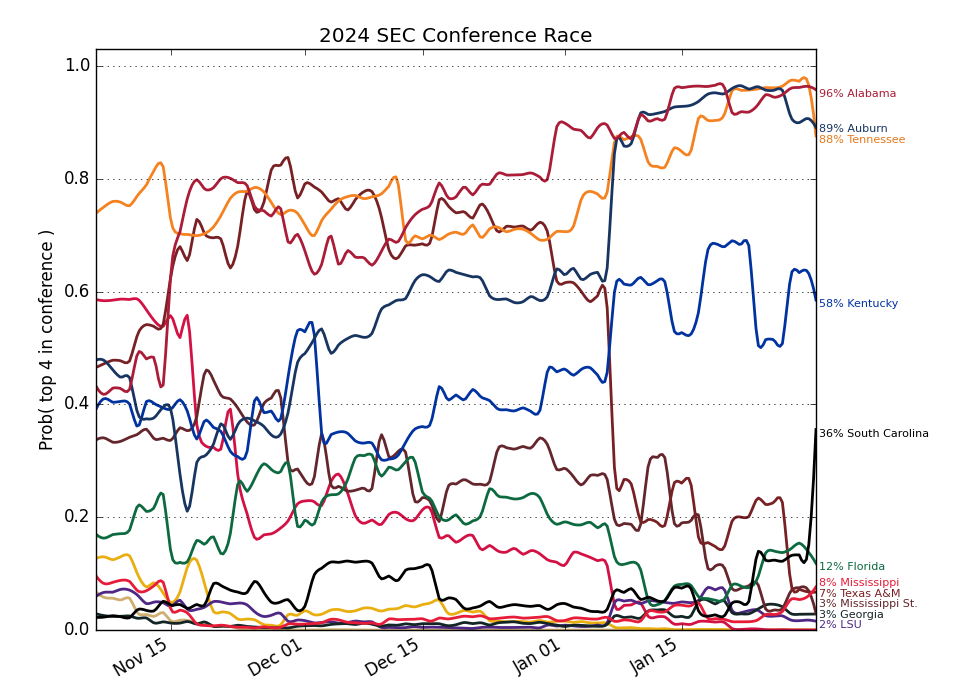 2024 SEC Conference Race
Prob( top 4 in conference )
1.0
0.8
0.6
0.4
0.2
0.0
Nov 15
Dec 01
Dec 15
Jan 01
Jan 15
96% Alabama
89% Auburn
88% Tennessee
58% Kentucky
36% South Carolina
12% Florida
8% Mississippi
7% Texas A&M
3% Mississippi St.
3% Georgia
2% LSU